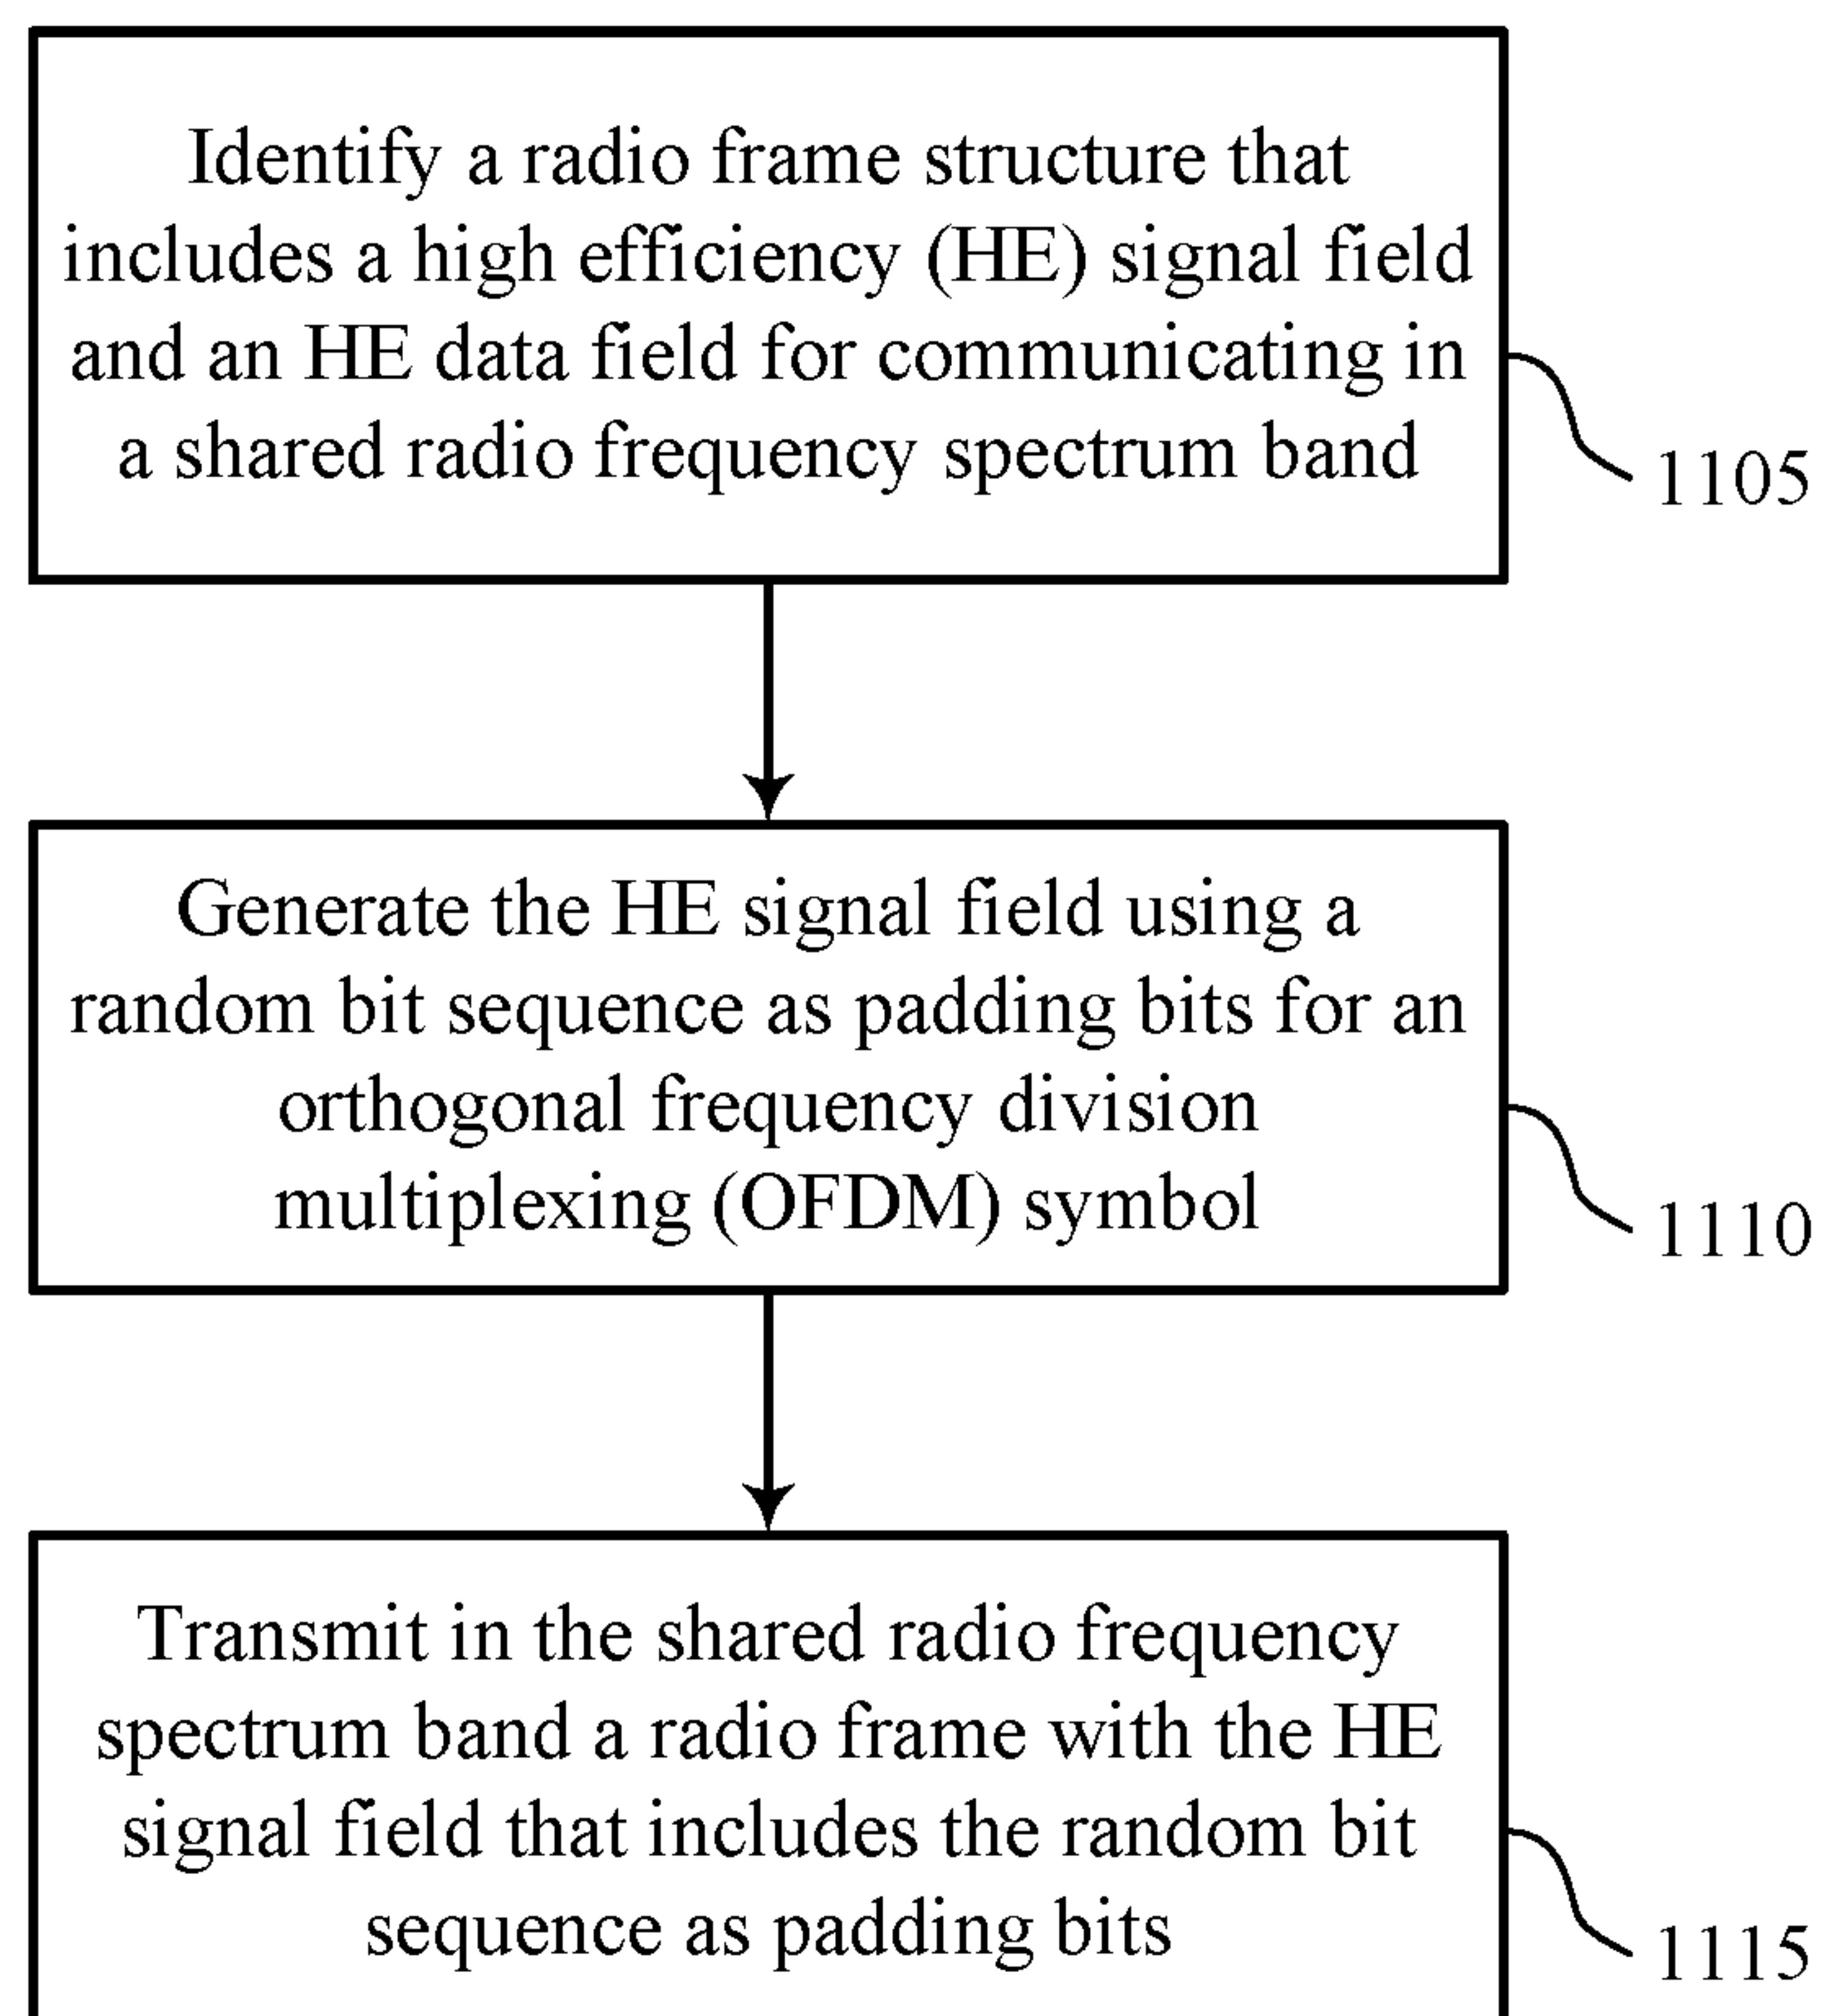 Identify a radio frame structure that
includes a high efficiency (HE) signal field
and an HE data field for communicating in
a shared radio frequency spectrum band
1105
Generate the HE signal field using a
random bit sequence as padding bits for an
orthogonal frequency division
multiplexing (OFDM) symbol
1110
Transmit in the shared radio frequency
spectrum band a radio frame with the HE
signal field that includes the random bit
sequence as padding bits
1115